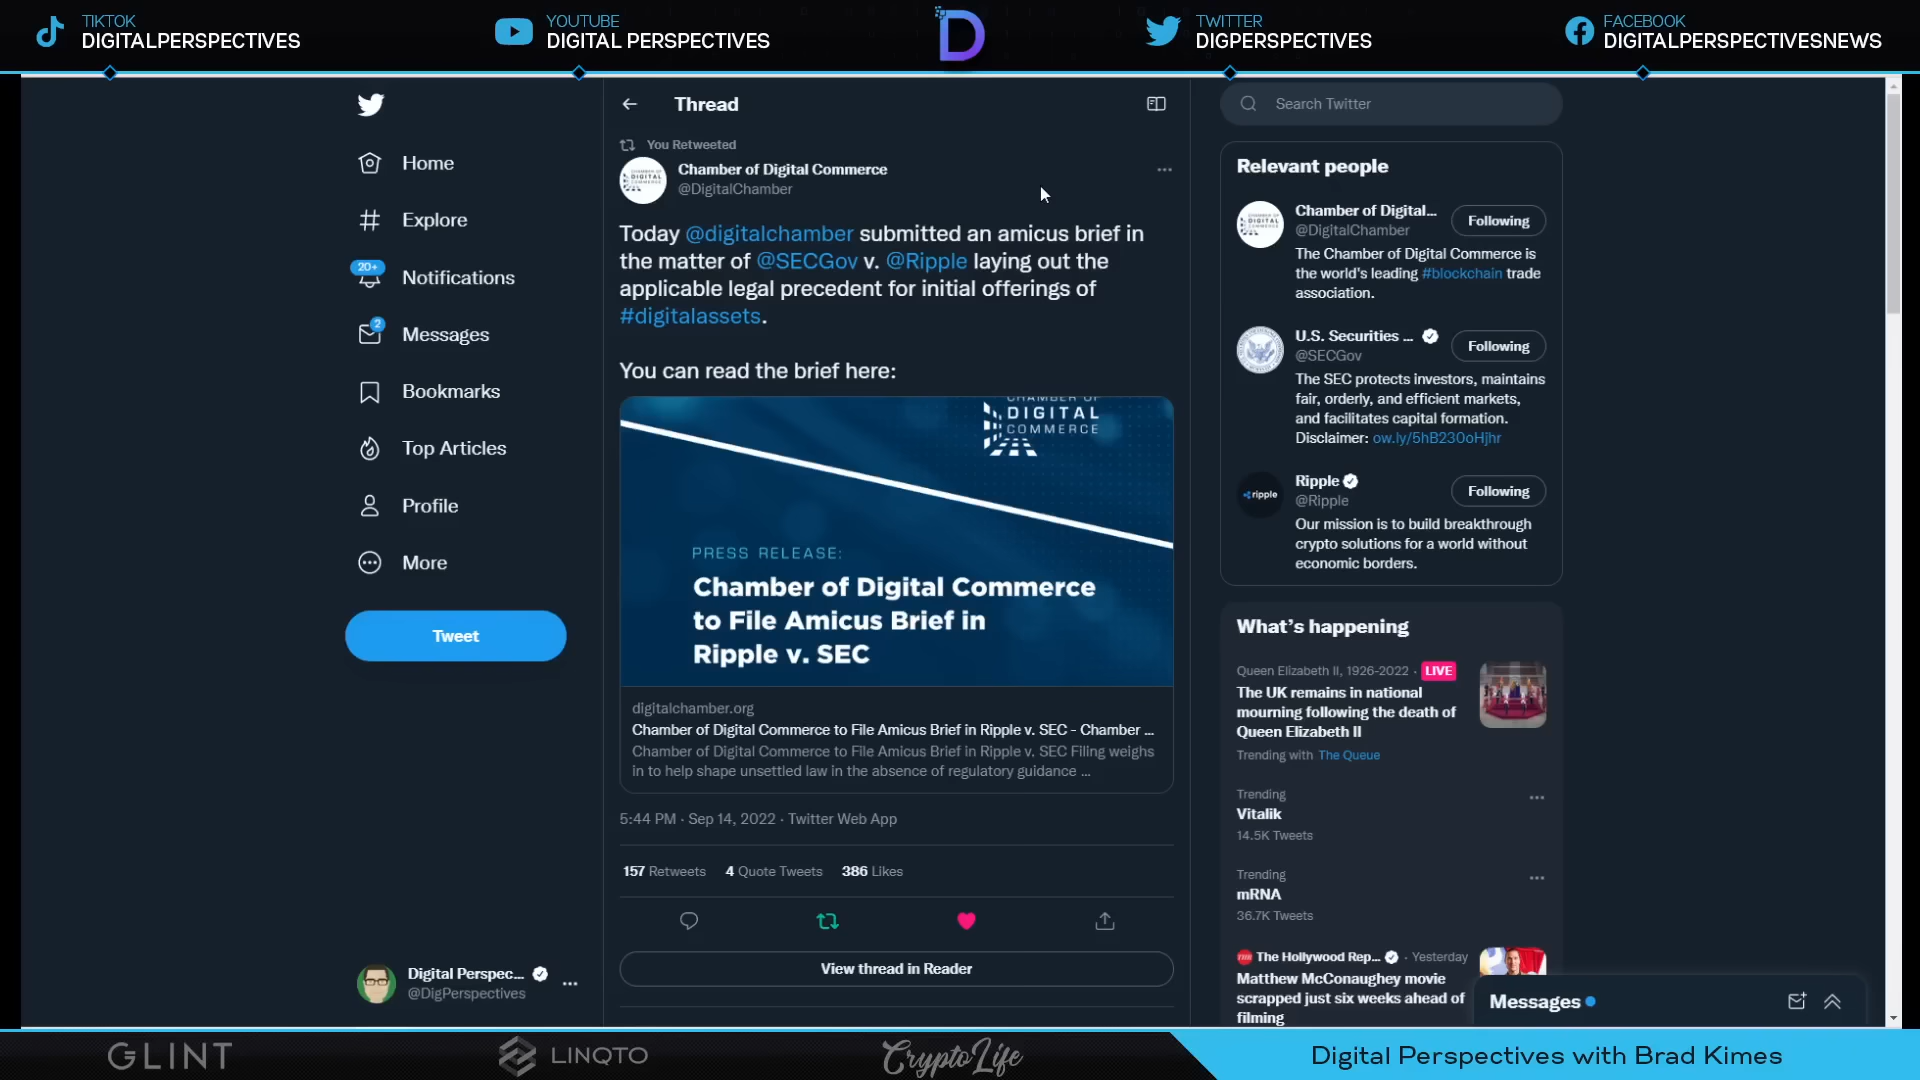 TIKTOK
DIGITALPERSPECTIVES
YOUTUBE
DIGITAL PERSPECTIVES
D
TWITTER
DIGPERSPECTIVES
FACEBOOK
DIGITALPERSPECTIVESNEWS
Home
Explore
20+
Notifications
2
Messages
Bookmarks
Top Articles
Profile
More
Tweet
Digital Perspec...
@DigPerspectives
Thread
You Retweeted
Chamber of Digital Commerce
@DigitalChamber
Today @digitalchamber submitted an amicus brief in
the matter of @SECGov v. @Ripple laying out the
applicable legal precedent for initial offerings of
#digitalassets.
You can read the brief here:
CHAMBER OF
DIGITAL
COMMERCE
PRESS RELEASE:
Chamber of Digital Commerce
to File Amicus Brief in
Ripple v. SEC
digitalchamber.org
Chamber of Digital Commerce to File Amicus Brief in Ripple v. SEC - Chamber ...
Chamber of Digital Commerce to File Amicus Brief in Ripple v. SEC Filing weighs
in to help shape unsettled law in the absence of regulatory guidance ...
5:44 PM · Sep 14, 2022 · Twitter Web App
157 Retweets 4 Quote Tweets 386 Likes
View thread in Reader
Search Twitter
Relevant people
Chamber of Digital...
@DigitalChamber
Following
The Chamber of Digital Commerce is
the world's leading #blockchain trade
association.
U.S. Securities ...
@SECGov
Following
The SEC protects investors, maintains
fair, orderly, and efficient markets,
and facilitates capital formation.
Disclaimer: ow.ly/5hB230oHjhr
ripple
Ripple
@Ripple
Following
Our mission is to build breakthrough
crypto solutions for a world without
economic borders.
What's happening
Queen Elizabeth II, 1926-2022 · LIVE
The UK remains in national
mourning following the death of
Queen Elizabeth II
Trending with The Queue
Trending
Vitalik
14.5K Tweets
Trending
mRNA
36.7K Tweets
The Hollywood Rep... · Yesterday
Matthew McConaughey movie
scrapped just six weeks ahead of
filming
Messages
GLINT
LINQTO
CryptoLife
Digital Perspectives with Brad Kimes